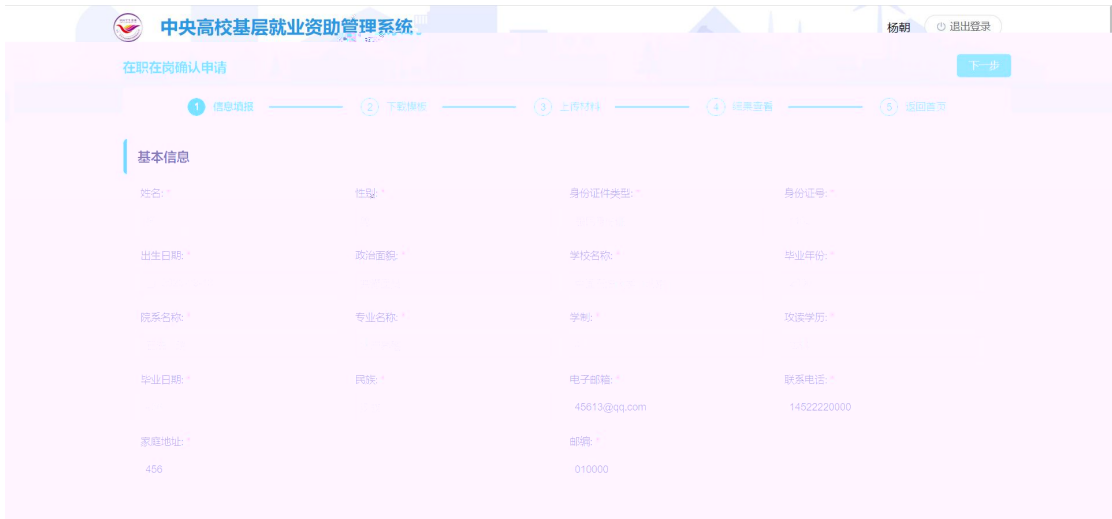 中央高校基层就业资助管理系统
杨朝 退出登录
在职在岗确认申请 下一步
1 信息填报 2 下载模板 3 上传材料 4 结果查看 5 返回首页
基本信息
姓名: * 性别: * 身份证件类型: * 身份证号: *
出生日期: * 政治面貌: * 学校名称: * 毕业年份: *
院系名称: * 专业名称: * 学制: * 攻读学历: *
毕业日期: * 民族: * 电子邮箱: * 联系电话: *
45613@qq.com 14522220000
家庭地址: * 邮编: *
456 010000